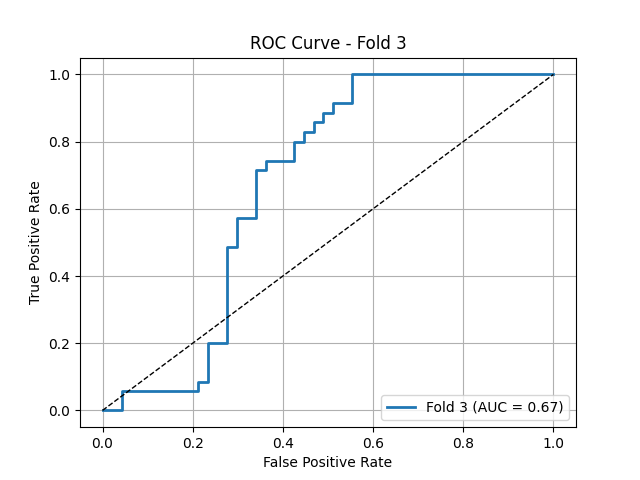 ROC Curve - Fold 3
True Positive Rate
1.0
0.8
0.6
0.4
0.2
0.0
Fold 3 (AUC = 0.67)
0.0 0.2 0.4 0.6 0.8 1.0
False Positive Rate